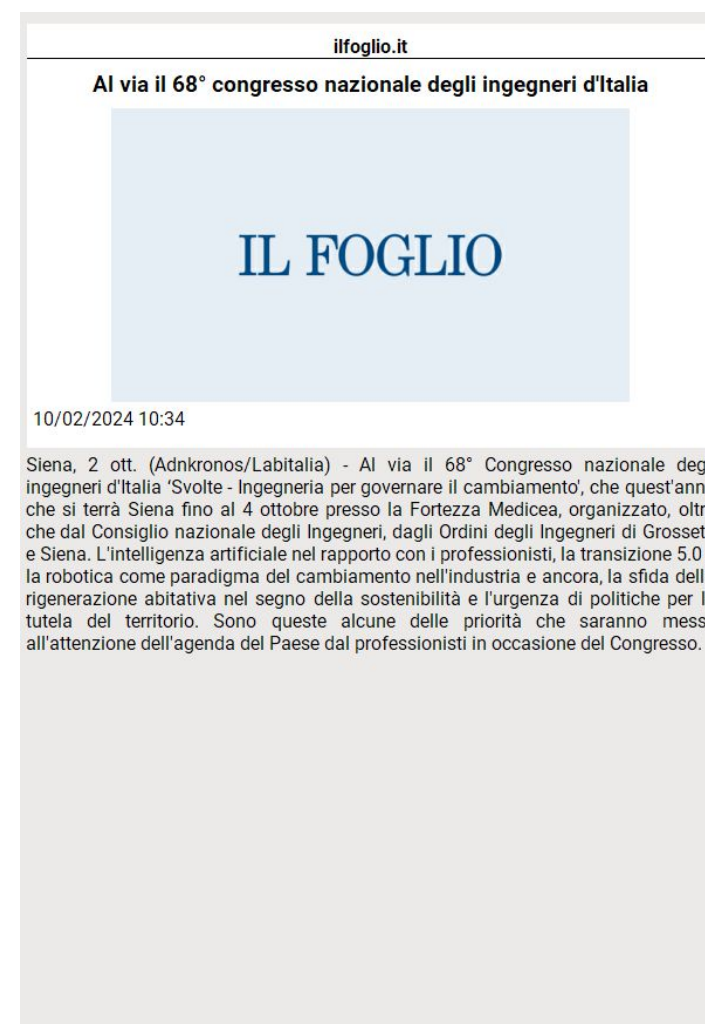 ilfoglio.it
Al via il 68° congresso nazionale degli ingegneri d'Italia
IL FOGLIO
10/02/2024 10:34
Siena, 2 ott. (Adnkronos/Labitalia) - Al via il 68° Congresso nazionale deg
ingegneri d'Italia ‘Svolte - Ingegneria per governare il cambiamento', che quest'ann
che si terrà Siena fino al 4 ottobre presso la Fortezza Medicea, organizzato, oltr
che dal Consiglio nazionale degli Ingegneri, dagli Ordini degli Ingegneri di Grosset
e Siena. L'intelligenza artificiale nel rapporto con i professionisti, la transizione 5.0
la robotica come paradigma del cambiamento nell'industria e ancora, la sfida dell
rigenerazione abitativa nel segno della sostenibilità e l'urgenza di politiche per l
tutela del territorio. Sono queste alcune delle priorità che saranno mess
all'attenzione dell'agenda del Paese dal professionisti in occasione del Congresso.